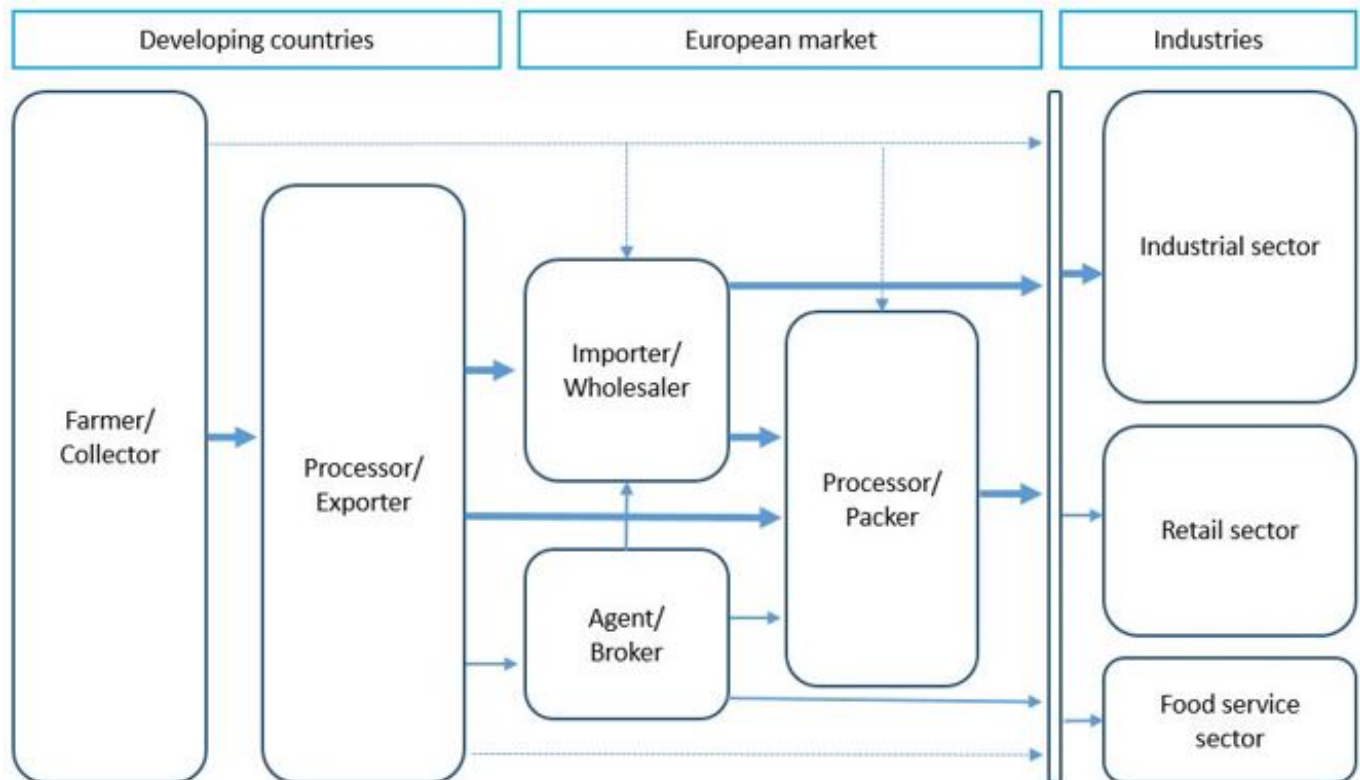 Developing countries
European market
Industries
Farmer/
Collector
Processor/
Exporter
Importer/
Wholesaler
Agent/
Broker
Processor/
Packer
Industrial sector
Retail sector
Food service
sector